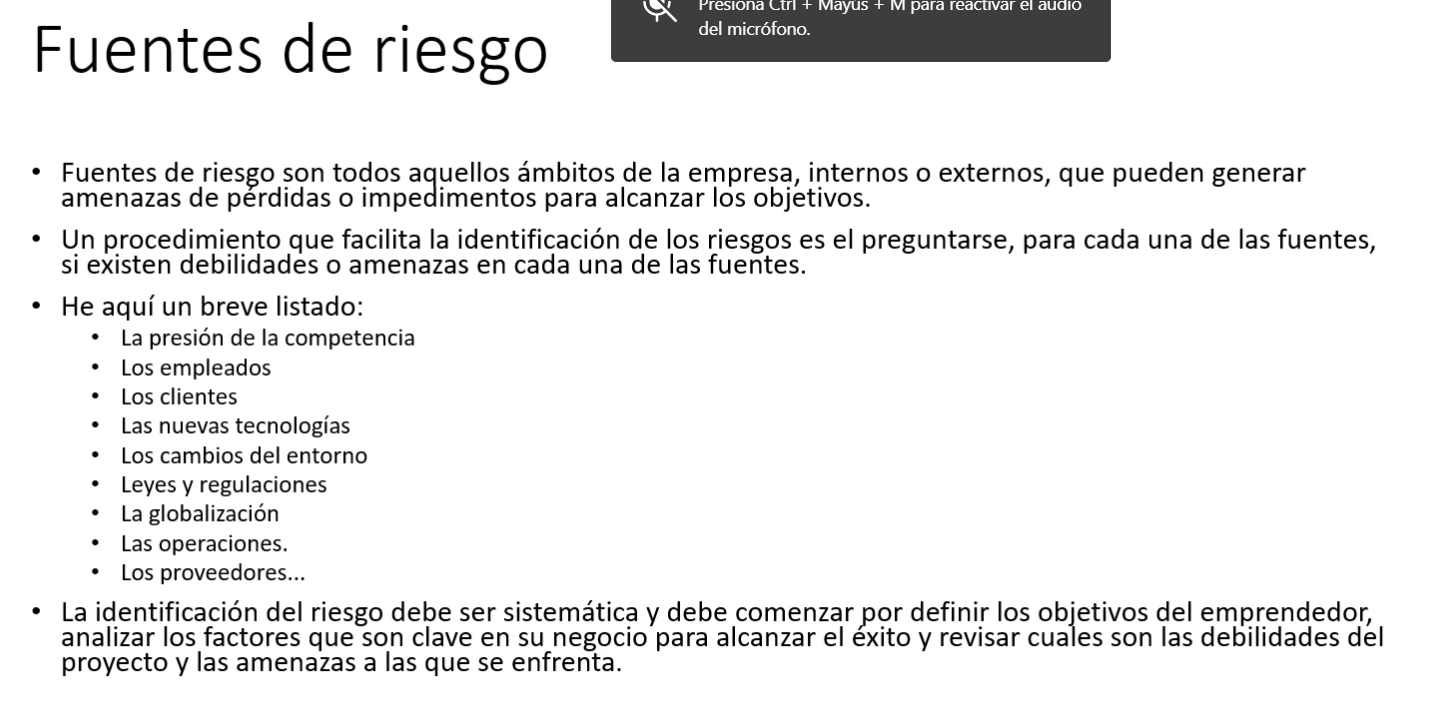 Presiona Ctrl + Mayús + M para reactivar el audio
del micrófono.
Fuentes de riesgo
• Fuentes de riesgo son todos aquellos ámbitos de la empresa, internos o externos, que pueden generar
amenazas de pérdidas o impedimentos para alcanzar los objetivos.
• Un procedimiento que facilita la identificación de los riesgos es el preguntarse, para cada una de las fuentes,
si existen debilidades o amenazas en cada una de las fuentes.
• He aquí un breve listado:
• La presión de la competencia
• Los empleados
• Los clientes
• Las nuevas tecnologías
• Los cambios del entorno
• Leyes y regulaciones
• La globalización
• Las operaciones.
• Los proveedores...
• La identificación del riesgo debe ser sistemática y debe comenzar por definir los objetivos del emprendedor,
analizar los factores que son clave en su negocio para alcanzar el éxito y revisar cuales son las debilidades del
proyecto y las amenazas a las que se enfrenta.